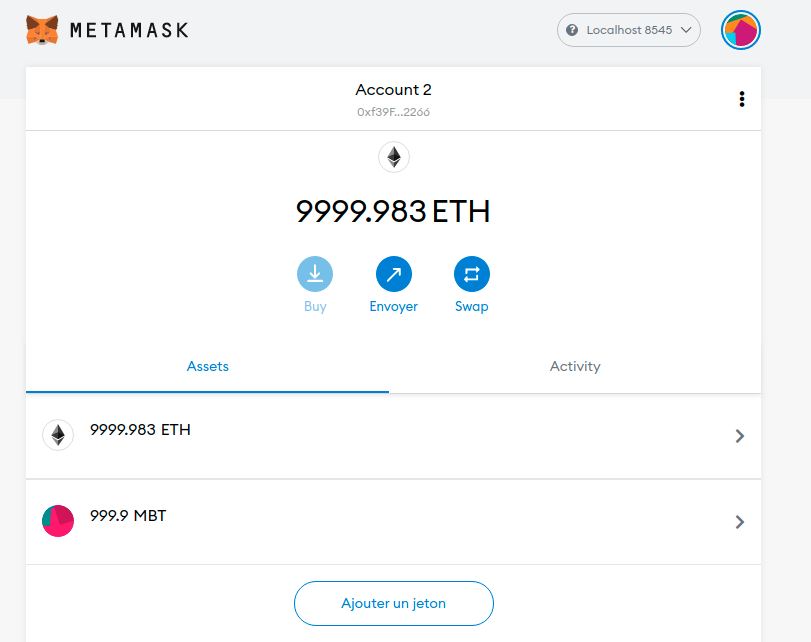 METAMASK
Localhost 8545
Account 2
0xf39F...2266
9999.983 ETH
Buy
Envoyer
Swap
Assets
Activity
9999.983 ETH
999.9 MBT
Ajouter un jeton